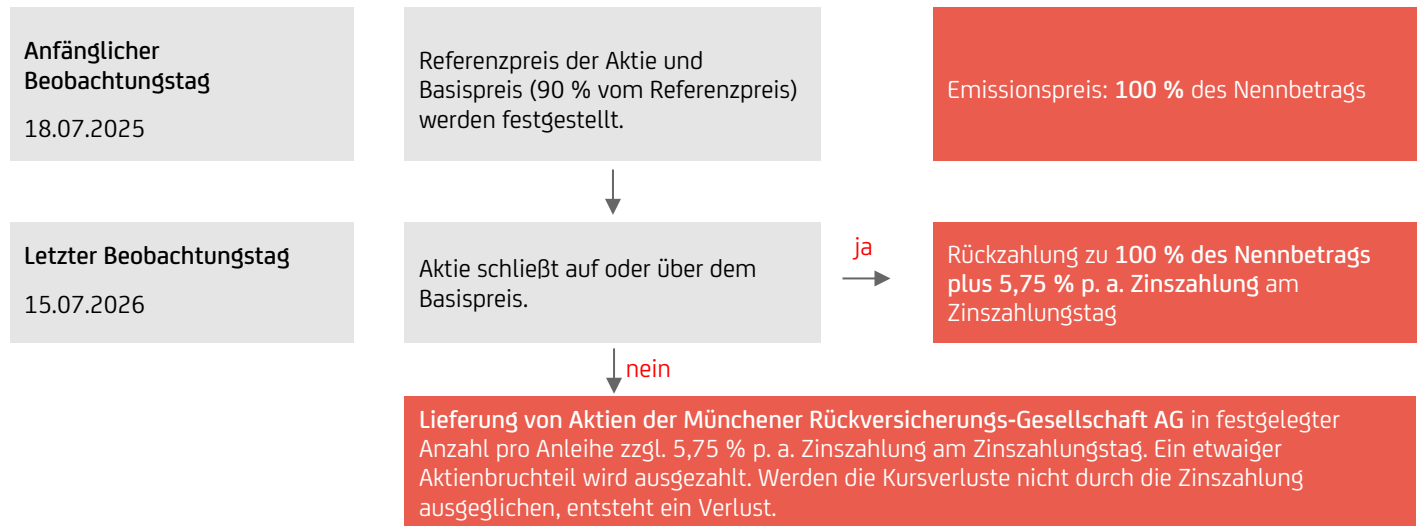 Anfänglicher
Beobachtungstag
18.07.2025
Referenzpreis der Aktie und
Basispreis (90 % vom Referenzpreis)
werden festgestellt.
Emissionspreis: 100 % des Nennbetrags
Letzter Beobachtungstag
15.07.2026
Aktie schließt auf oder über dem
Basispreis.
ja
Rückzahlung zu 100 % des Nennbetrags
plus 5,75 % p. a. Zinszahlung am
Zinszahlungstag
nein
Lieferung von Aktien der Münchener Rückversicherungs-Gesellschaft AG in festgelegter
Anzahl pro Anleihe zzgl. 5,75 % p. a. Zinszahlung am Zinszahlungstag. Ein etwaiger
Aktienbruchteil wird ausgezahlt. Werden die Kursverluste nicht durch die Zinszahlung
ausgeglichen, entsteht ein Verlust.